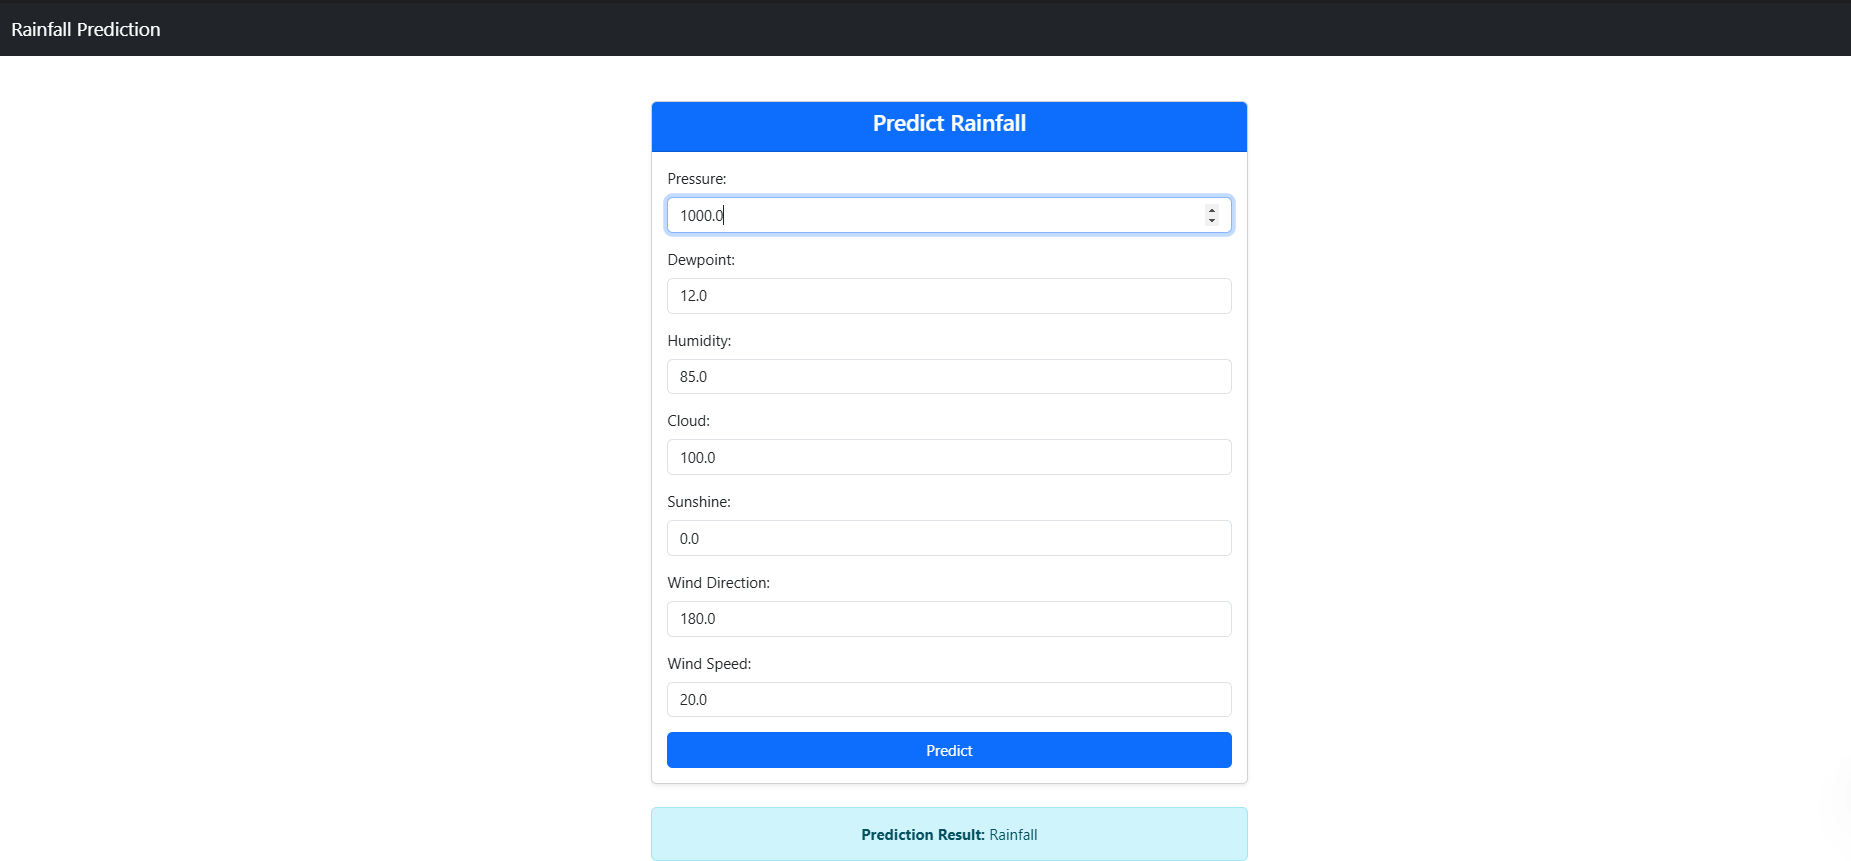 Rainfall Prediction
Predict Rainfall
Pressure:
1000.0
Dewpoint:
12.0
Humidity:
85.0
Cloud:
100.0
Sunshine:
0.0
Wind Direction:
180.0
Wind Speed:
20.0
Predict
Prediction Result: Rainfall